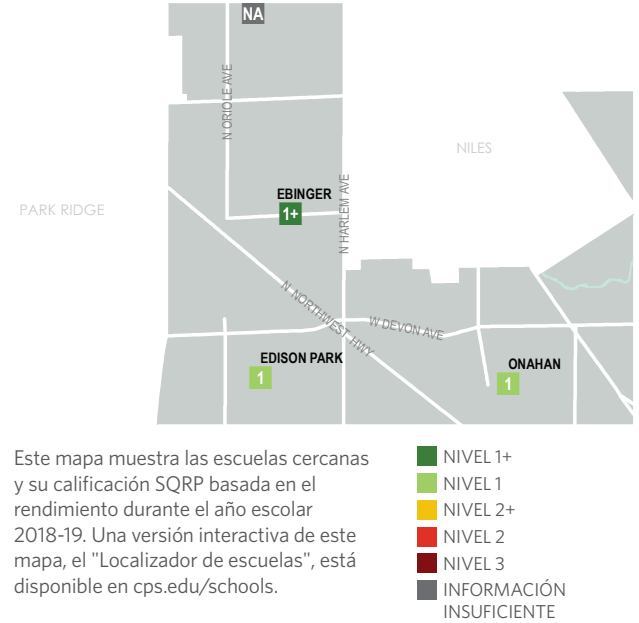 NA
N ORIOLE AVE
NILES
PARK RIDGE
EBINGER
1+
N HARLEM AVE
N NORTHWEST HWY
W DEVON AVE
EDISON PARK
1
ONAHAN
1
Este mapa muestra las escuelas cercanas
y su calificación SQRP basada en el
rendimiento durante el año escolar
2018-19. Una versión interactiva de este
mapa, el "Localizador de escuelas", está
disponible en cps.edu/schools.
NIVEL 1+
NIVEL 1
NIVEL 2+
NIVEL 2
NIVEL 3
INFORMACIÓN
INSUFICIENTE